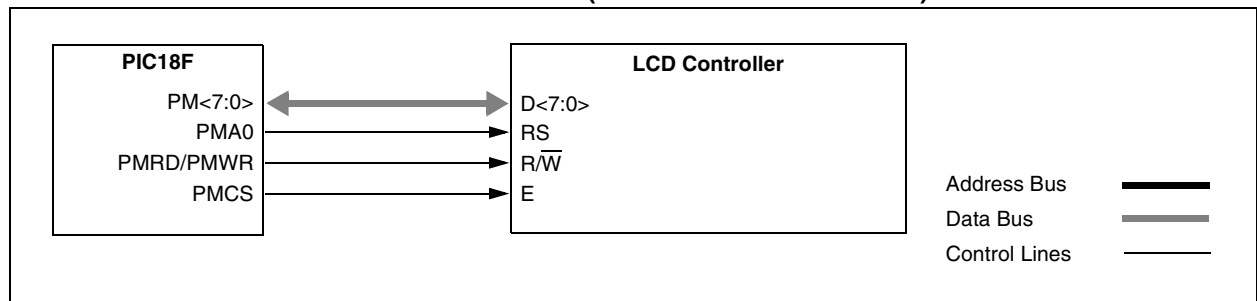 PIC18F
PM<7:0>
PMA0
PMRD/PMWR
PMCS
LCD Controller
D<7:0>
RS
R/W̅
E
Address Bus
Data Bus
Control Lines